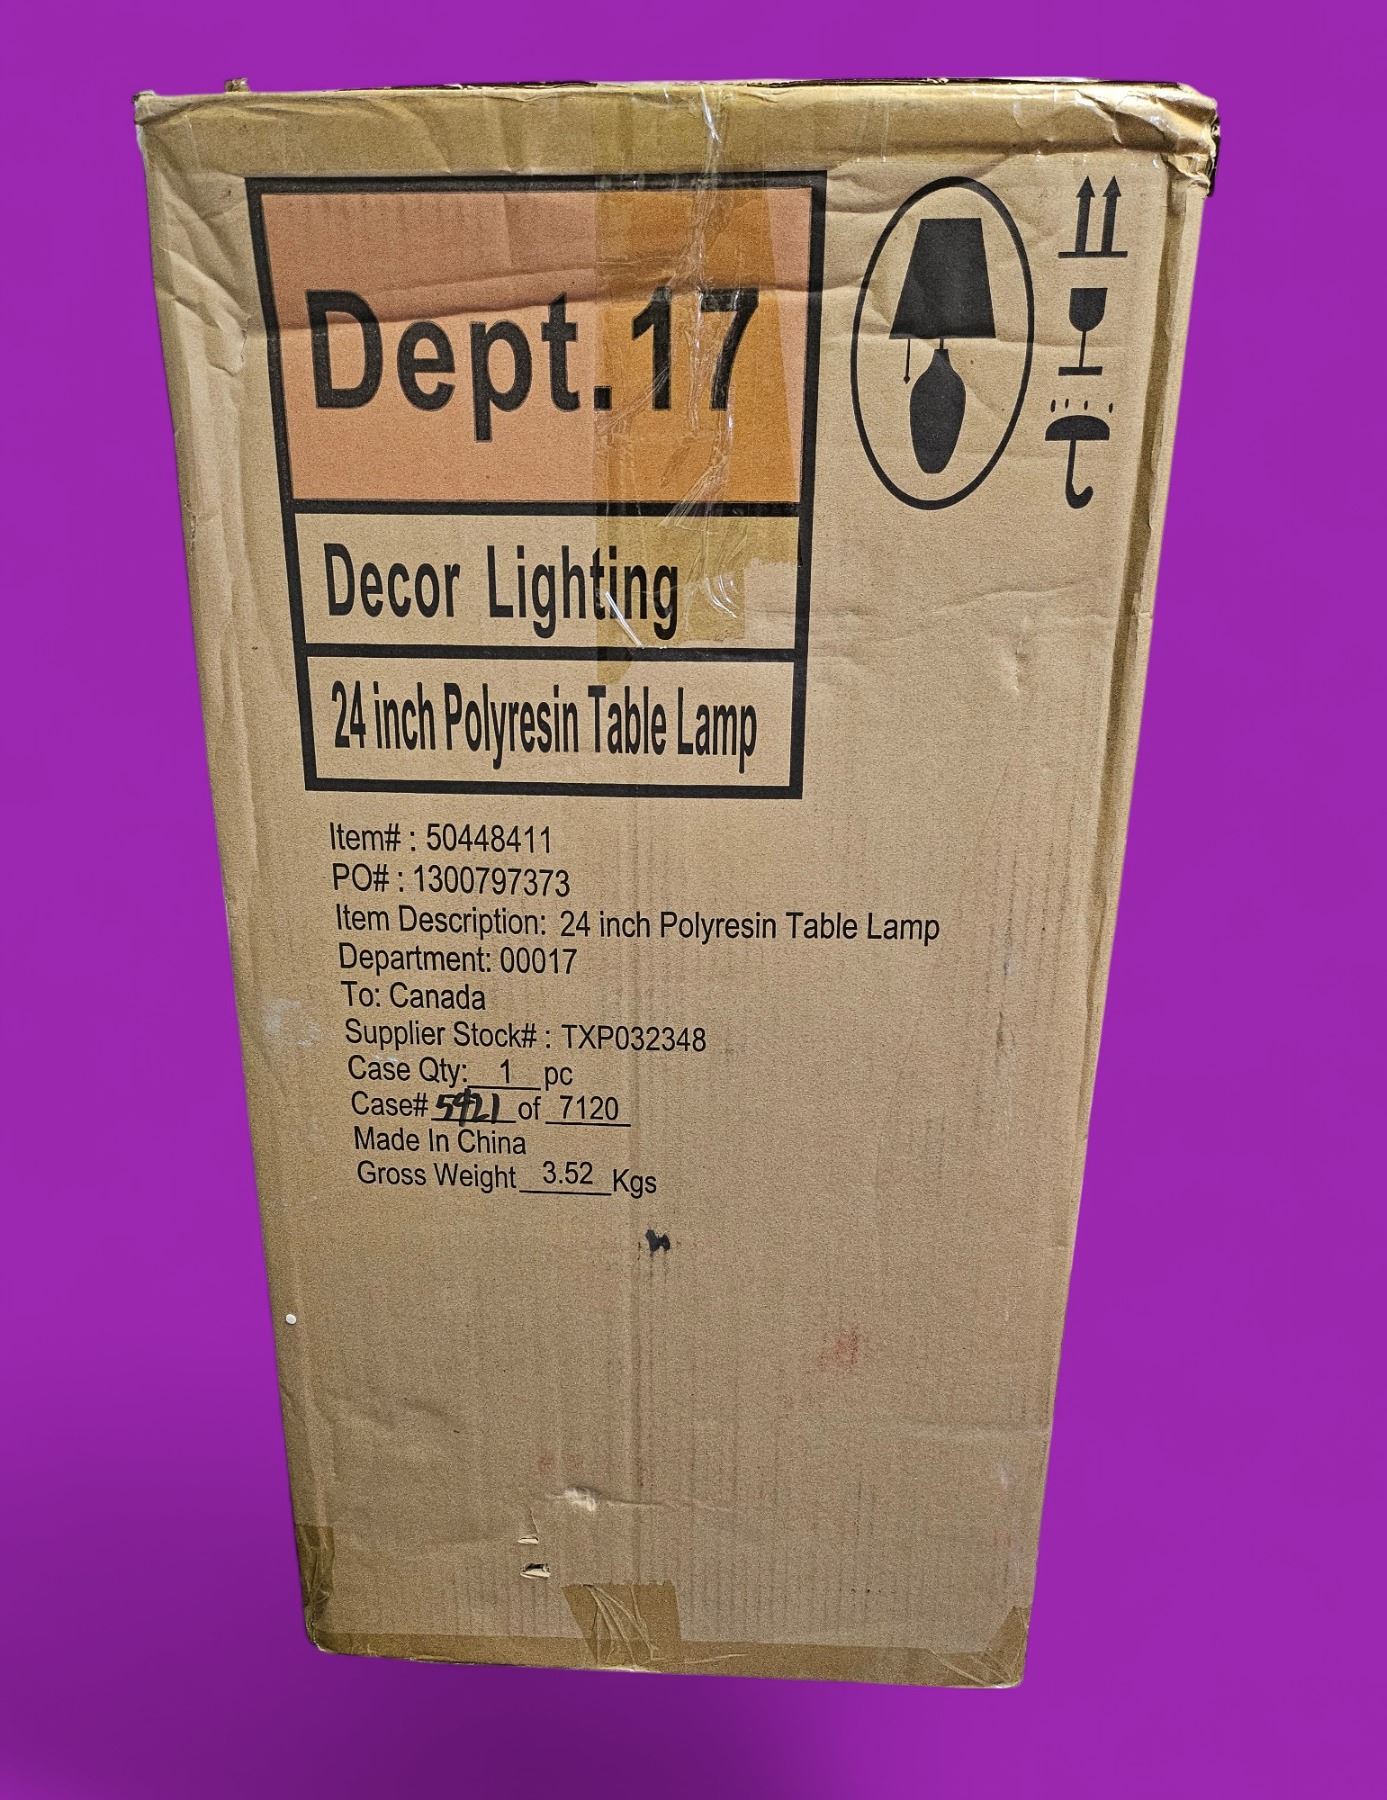 Dept.17
Decor Lighting
24 inch Polyresin Table Lamp
Item# : 50448411
PO# : 1300797373
Item Description: 24 inch Polyresin Table Lamp
Department: 00017
To: Canada
Supplier Stock# : TXP032348
Case Qty: 1 pc
Case# 5921 of 7120
Made In China
Gross Weight 3.52 Kgs